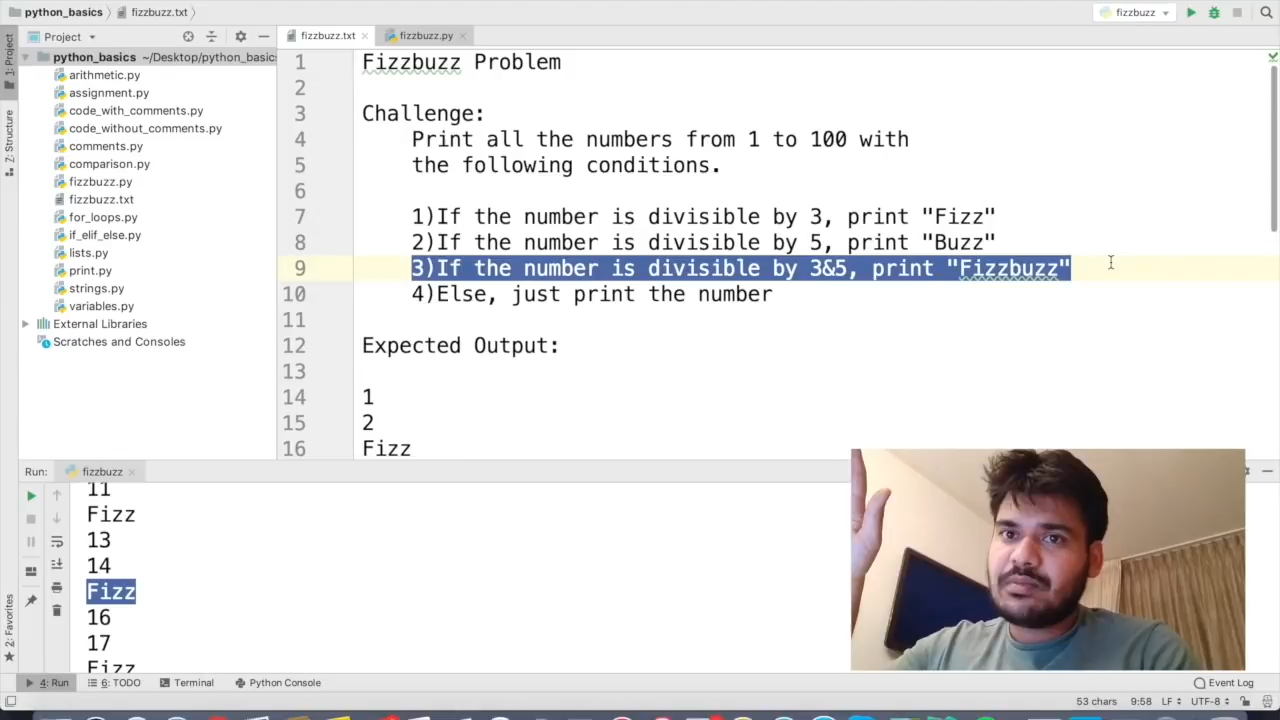 python_basics fizzbuzz.txt
fizzbuzz
1: Project
Project
fizzbuzz.txt
fizzbuzz.py
python_basics ~/Desktop/python_basic
arithmetic.py
assignment.py
code_with_comments.py
code_without_comments.py
comments.py
comparison.py
fizzbuzz.py
fizzbuzz.txt
for_loops.py
if_elif_else.py
lists.py
print.py
strings.py
variables.py
External Libraries
Scratches and Consoles
7: Structure
2: Favorites
1 Fizzbuzz Problem
2
3 Challenge:
4 Print all the numbers from 1 to 100 with
5 the following conditions.
6
7 1)If the number is divisible by 3, print "Fizz"
8 2)If the number is divisible by 5, print "Buzz"
9 3)If the number is divisible by 3&5, print "Fizzbuzz"
10 4)Else, just print the number
11
12 Expected Output:
13
14 1
15 2
16 Fizz
Run: fizzbuzz
11
Fizz
13
14
Fizz
16
17
Fizz
4: Run 6: TODO Terminal Python Console Event Log
53 chars 9:58 LF UTF-8